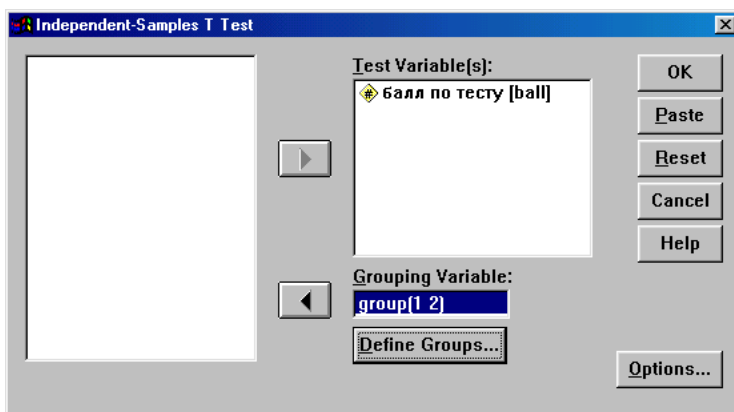 Independent-Samples T Test
Test Variable(s):
# балл по тесту [ball]
Grouping Variable:
group(1 2)
Define Groups...
OK
Paste
Reset
Cancel
Help
Options...